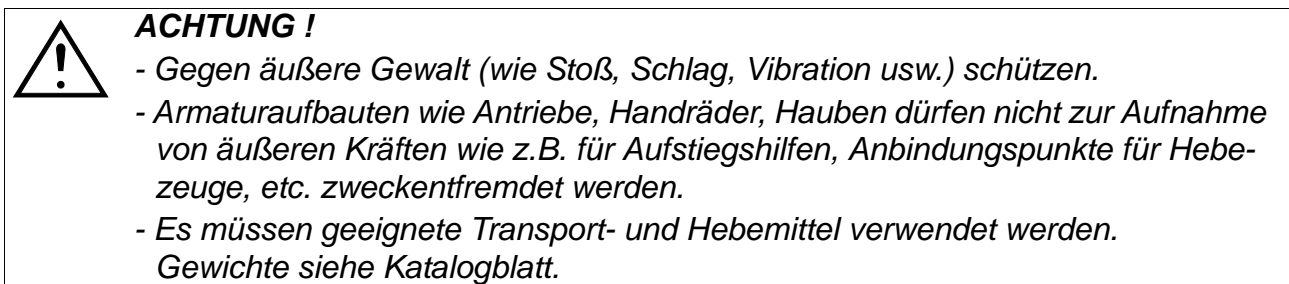 ACHTUNG !
- Gegen äußere Gewalt (wie Stoß, Schlag, Vibration usw.) schützen.
- Armaturaufbauten wie Antriebe, Handräder, Hauben dürfen nicht zur Aufnahme
von äußeren Kräften wie z.B. für Aufstiegshilfen, Anbindungspunkte für Hebe-
zeuge, etc. zweckentfremdet werden.
- Es müssen geeignete Transport- und Hebemittel verwendet werden.
Gewichte siehe Katalogblatt.